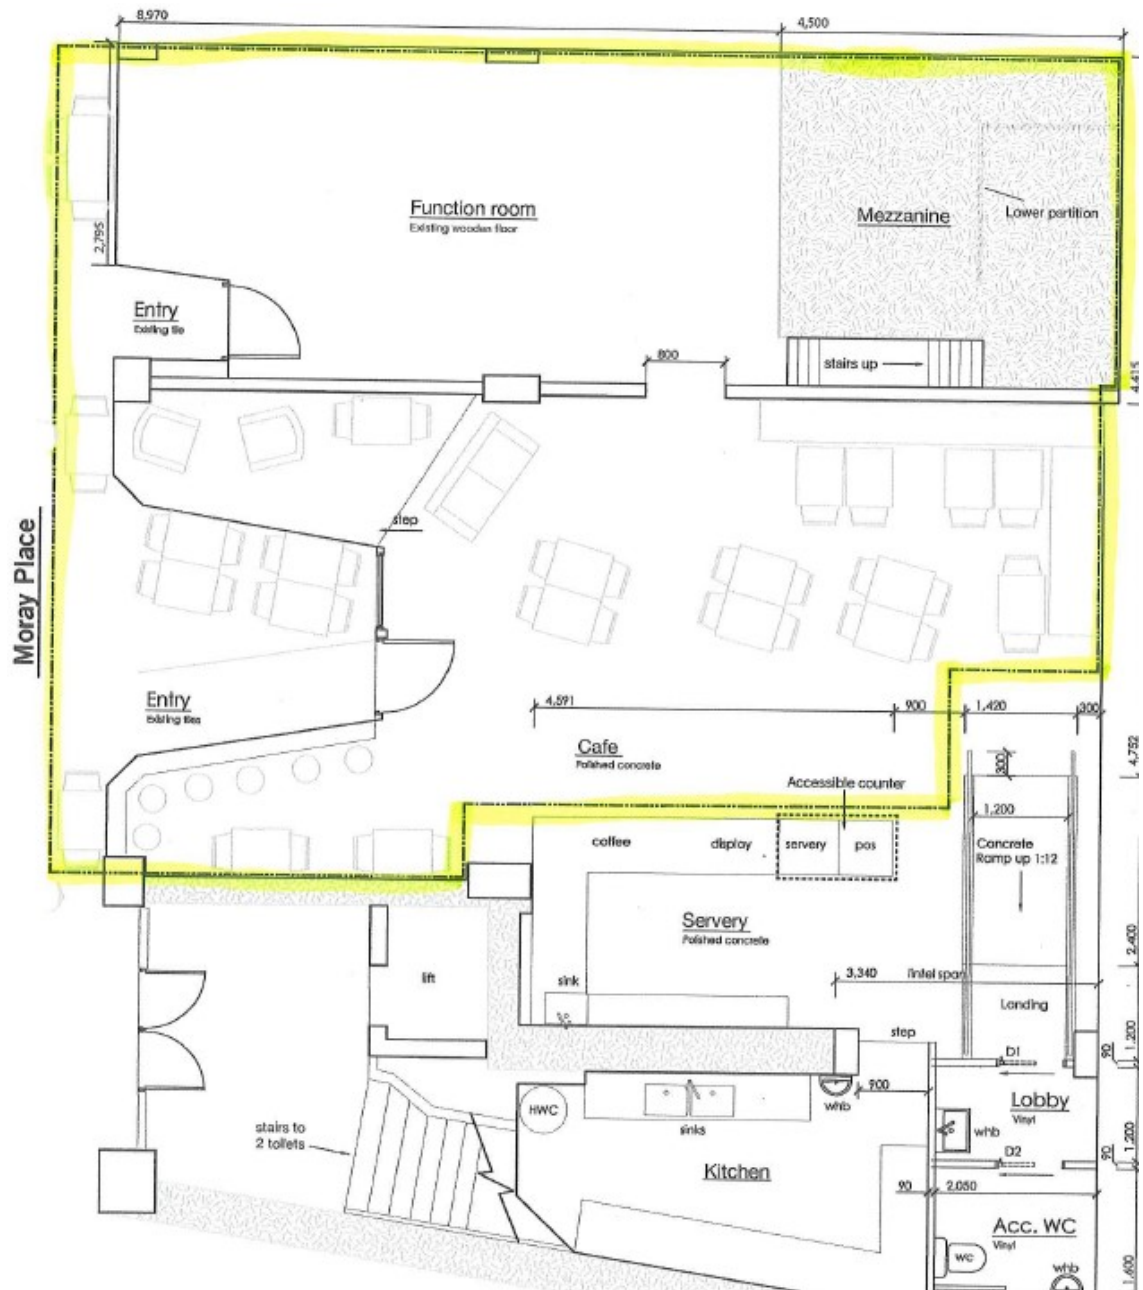 8,970
4,500
2,795
Function room
Existing wooden floor
Mezzanine
Lower partition
Entry
Existing tile
800
stairs up
4,415
step
Moray Place
Entry
Existing tiles
4,591
900
1,420
300
Cafe
Polished concrete
4,752
300
Accessible counter
1,200
coffee
display
servery
pos
Concrete
Ramp up 1:12
Servery
Polished concrete
2,400
lift
sink
3,340
lintel span
Landing
step
1,200
D1
90
900
HWC
whb
Lobby
Vinyl
sinks
whb
stairs to
2 toilets
1,200
D2
90
Kitchen
90
2,050
Acc. WC
Vinyl
WC
whb
1,600